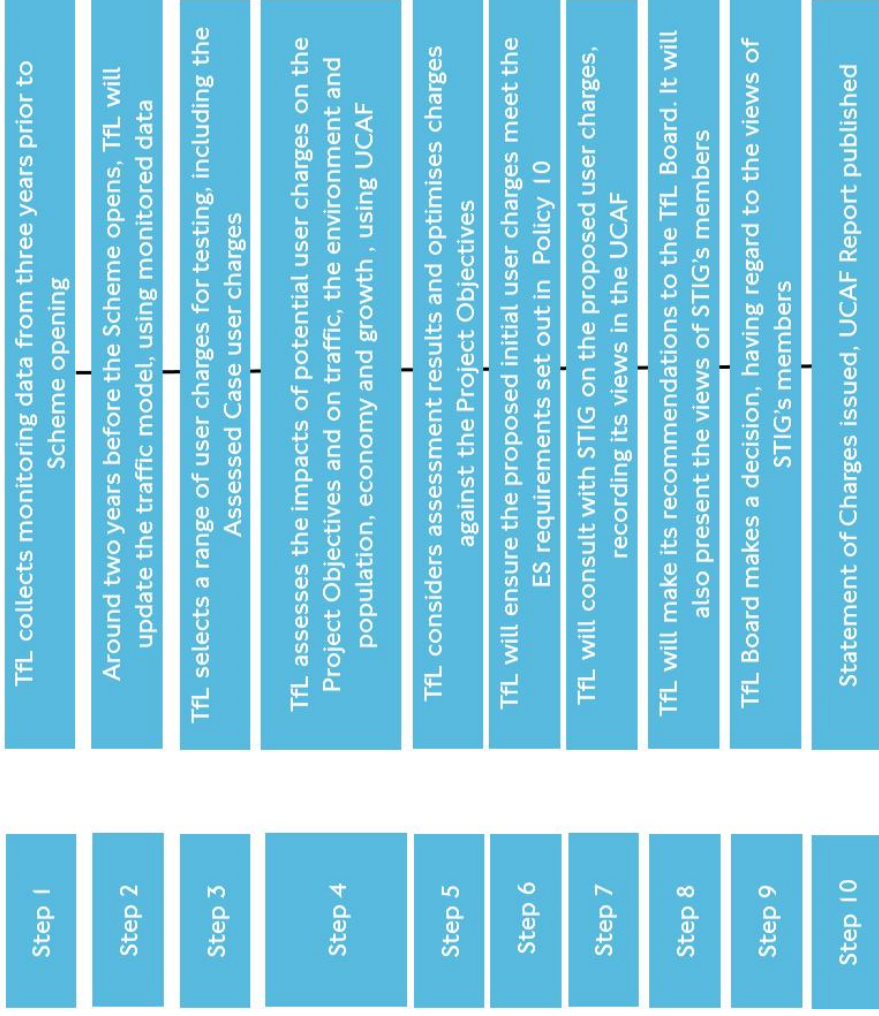 Step 1
TfL collects monitoring data from three years prior to
Scheme opening
Step 2
Around two years before the Scheme opens, TfL will
update the traffic model, using monitored data
Step 3
TfL selects a range of user charges for testing, including the
Assessed Case user charges
Step 4
TfL assesses the impacts of potential user charges on the
Project Objectives and on traffic, the environment and
population, economy and growth , using UCAF
Step 5
TfL considers assessment results and optimises charges
against the Project Objectives
Step 6
TfL will ensure the proposed initial user charges meet the
ES requirements set out in Policy 10
Step 7
TfL will consult with STIG on the proposed user charges,
recording its views in the UCAF
Step 8
TfL will make its recommendations to the TfL Board. It will
also present the views of STIG's members
Step 9
TfL Board makes a decision, having regard to the views of
STIG's members
Step 10
Statement of Charges issued, UCAF Report published